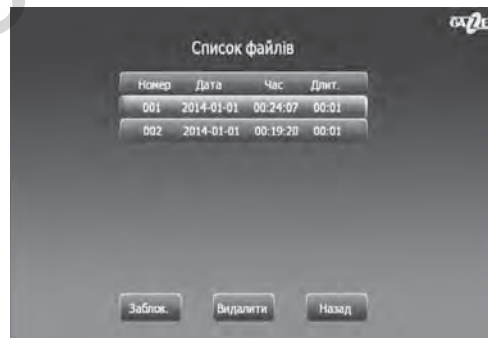 Список файлів
Номер Дата Час Длит.
001 2014-01-01 00:24:07 00:01
002 2014-01-01 00:19:20 00:01
Заблок. Видалити Назад